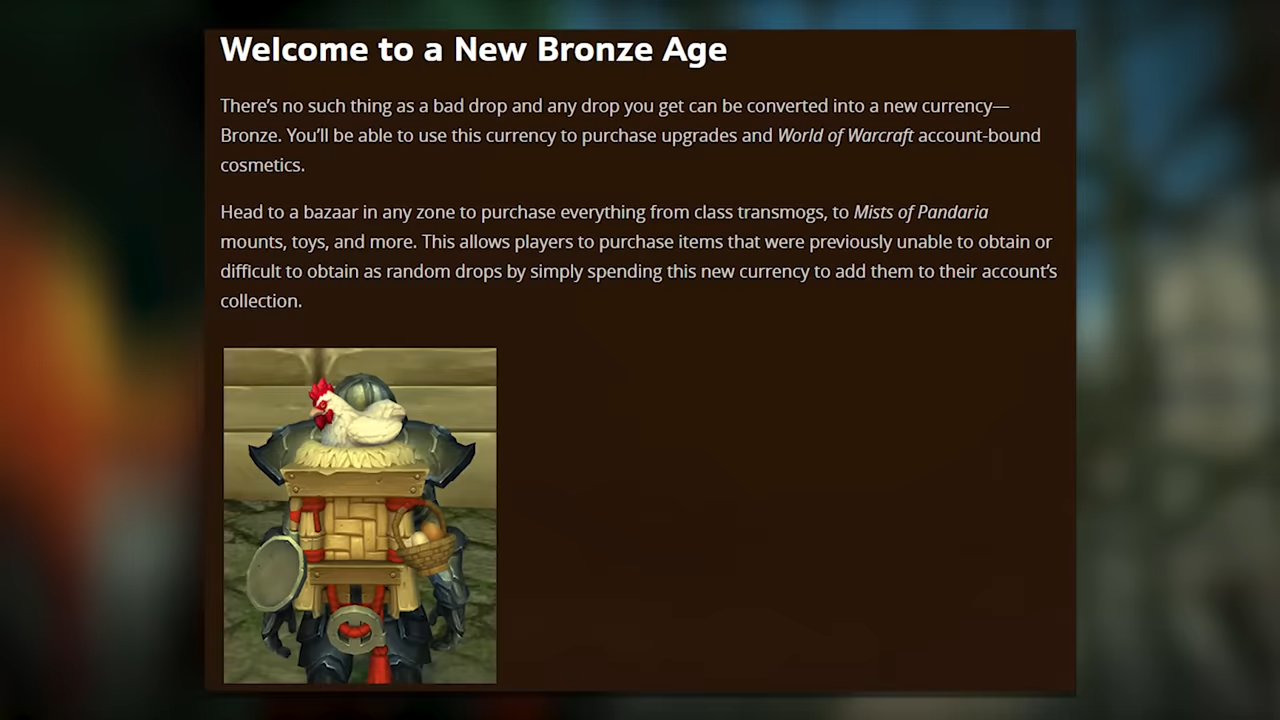 Welcome to a New Bronze Age
There's no such thing as a bad drop and any drop you get can be converted into a new currency—
Bronze. You'll be able to use this currency to purchase upgrades and World of Warcraft account-bound
cosmetics.
Head to a bazaar in any zone to purchase everything from class transmogs, to Mists of Pandaria
mounts, toys, and more. This allows players to purchase items that were previously unable to obtain or
difficult to obtain as random drops by simply spending this new currency to add them to their account's
collection.